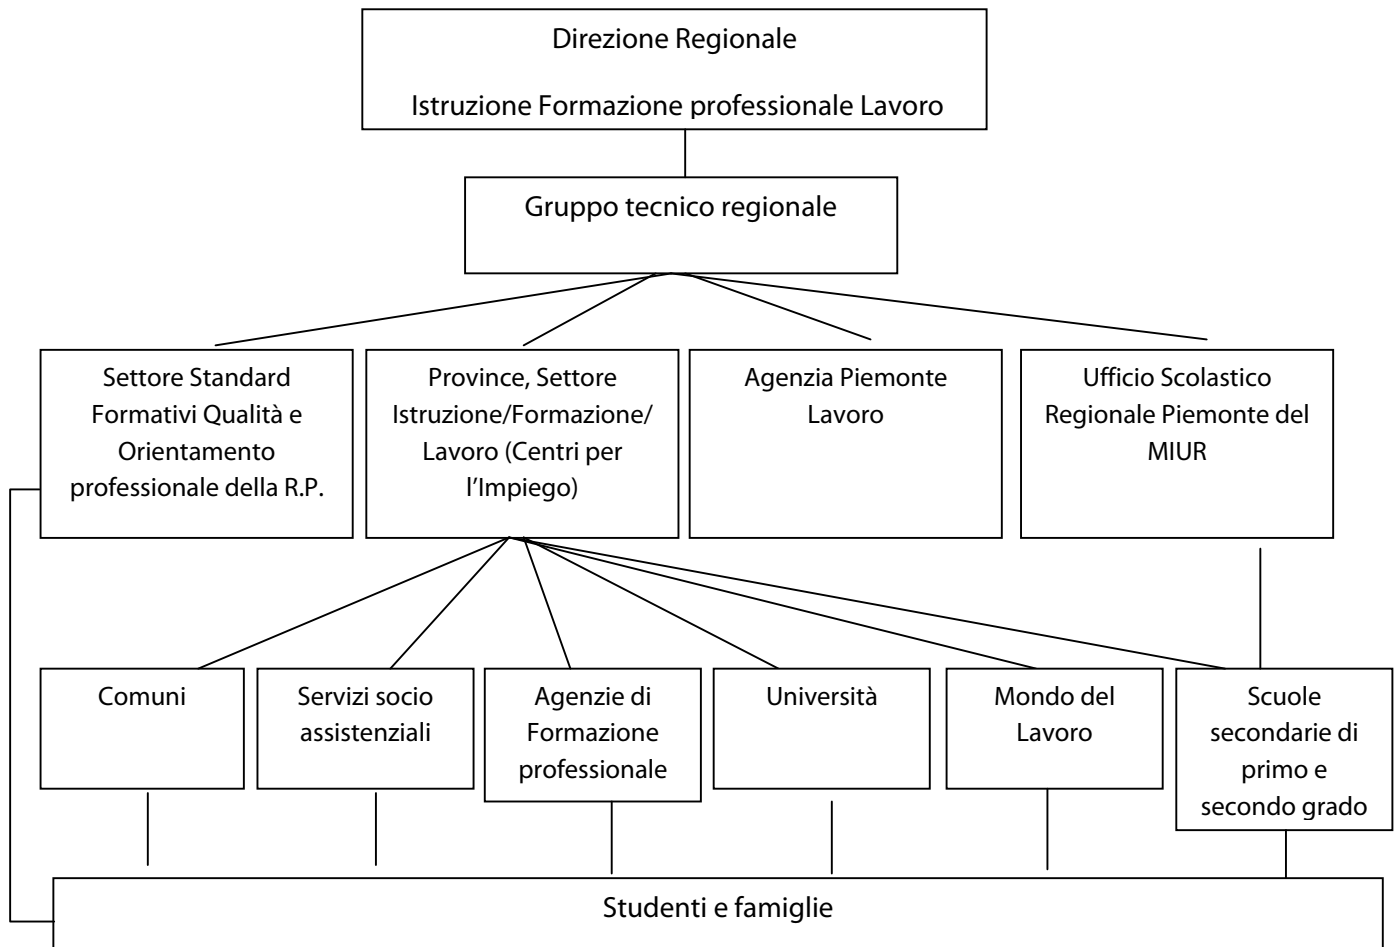 Direzione Regionale
Istruzione Formazione professionale Lavoro
Gruppo tecnico regionale
Settore Standard
Formativi Qualità e
Orientamento
professionale della R.P.
Province, Settore
Istruzione/Formazione/
Lavoro (Centri per
l'Impiego)
Agenzia Piemonte
Lavoro
Ufficio Scolastico
Regionale Piemonte del
MIUR
Comuni
Servizi socio
assistenziali
Agenzie di
Formazione
professionale
Università
Mondo del
Lavoro
Scuole
secondarie di
primo e
secondo grado
Studenti e famiglie